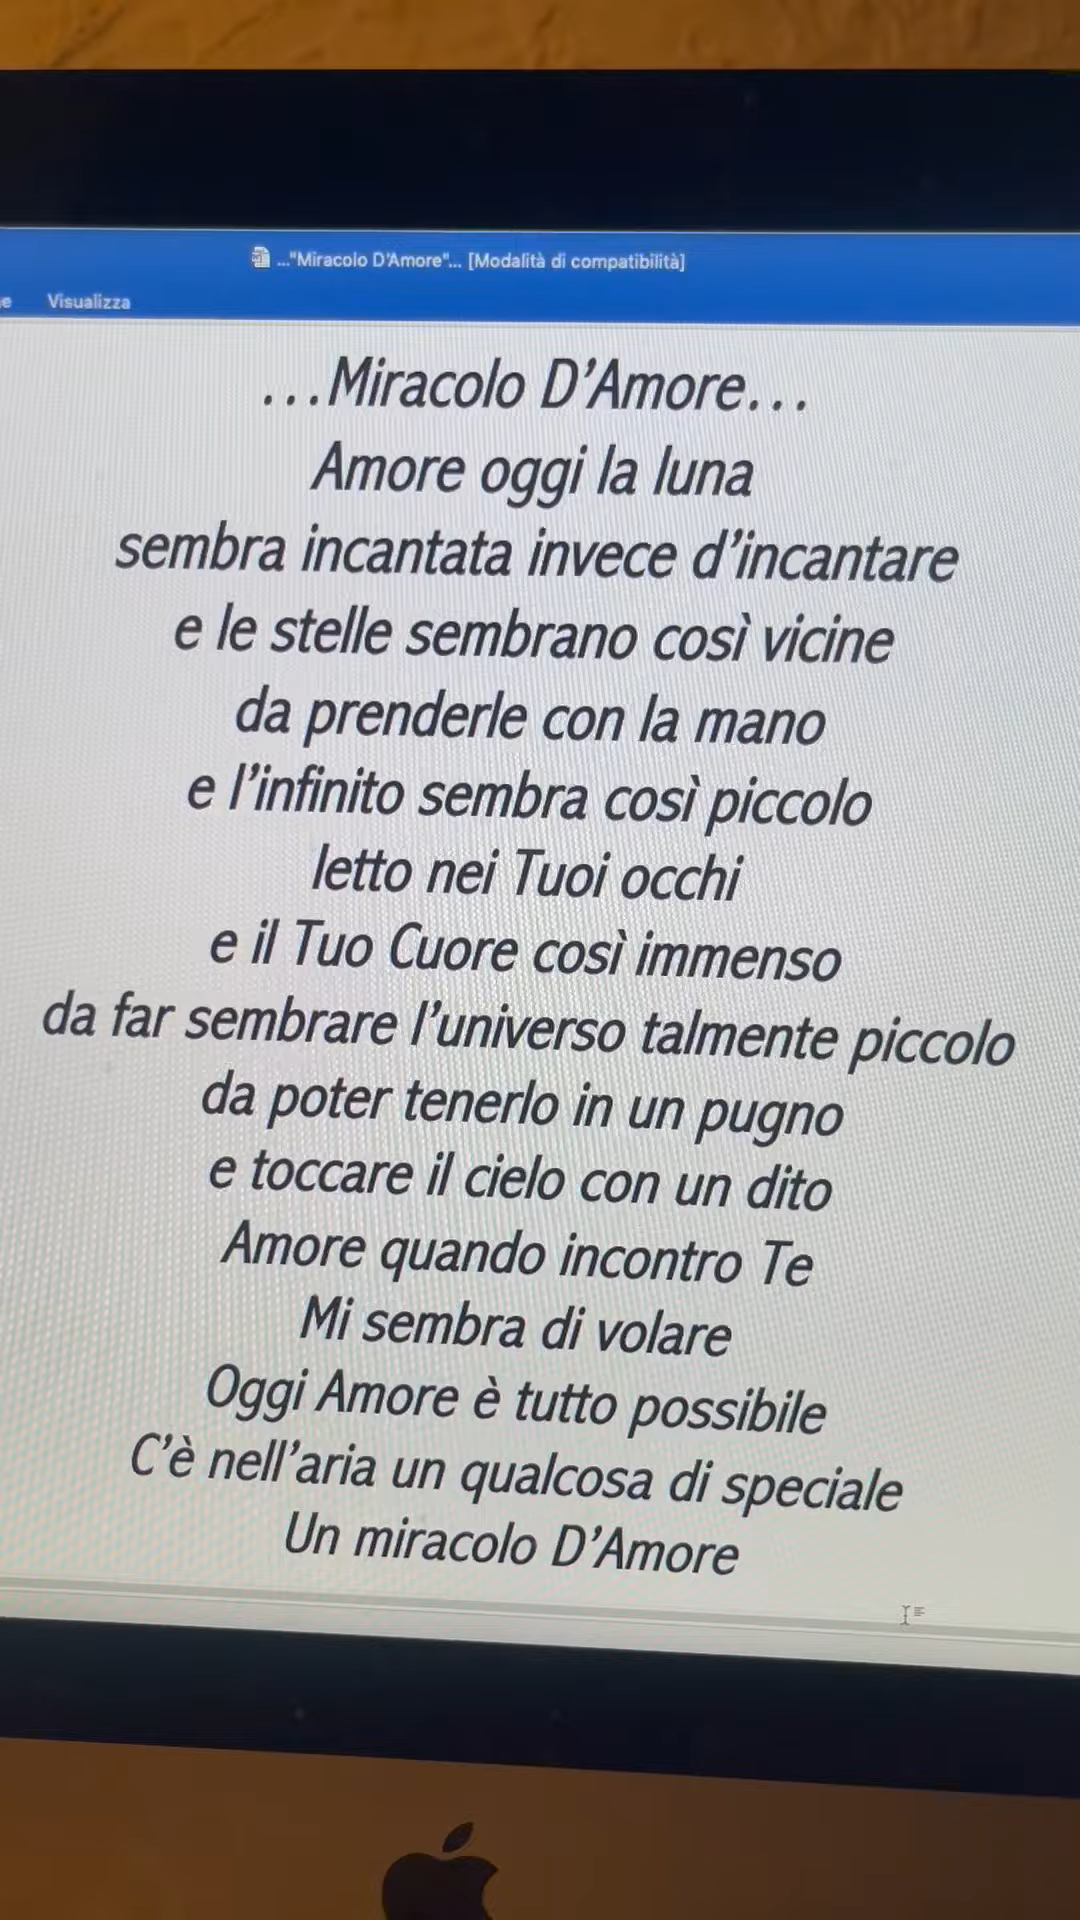 ..."Miracolo D'Amore"... [Modalità di compatibilità]
Visualizza
...Miracolo D'Amore...
Amore oggi la luna
sembra incantata invece d'incantare
e le stelle sembrano così vicine
da prenderle con la mano
e l'infinito sembra così piccolo
letto nei Tuoi occhi
e il Tuo Cuore così immenso
da far sembrare l'universo talmente piccolo
da poter tenerlo in un pugno
e toccare il cielo con un dito
Amore quando incontro Te
Mi sembra di volare
Oggi Amore è tutto possibile
C'è nell'aria un qualcosa di speciale
Un miracolo D'Amore